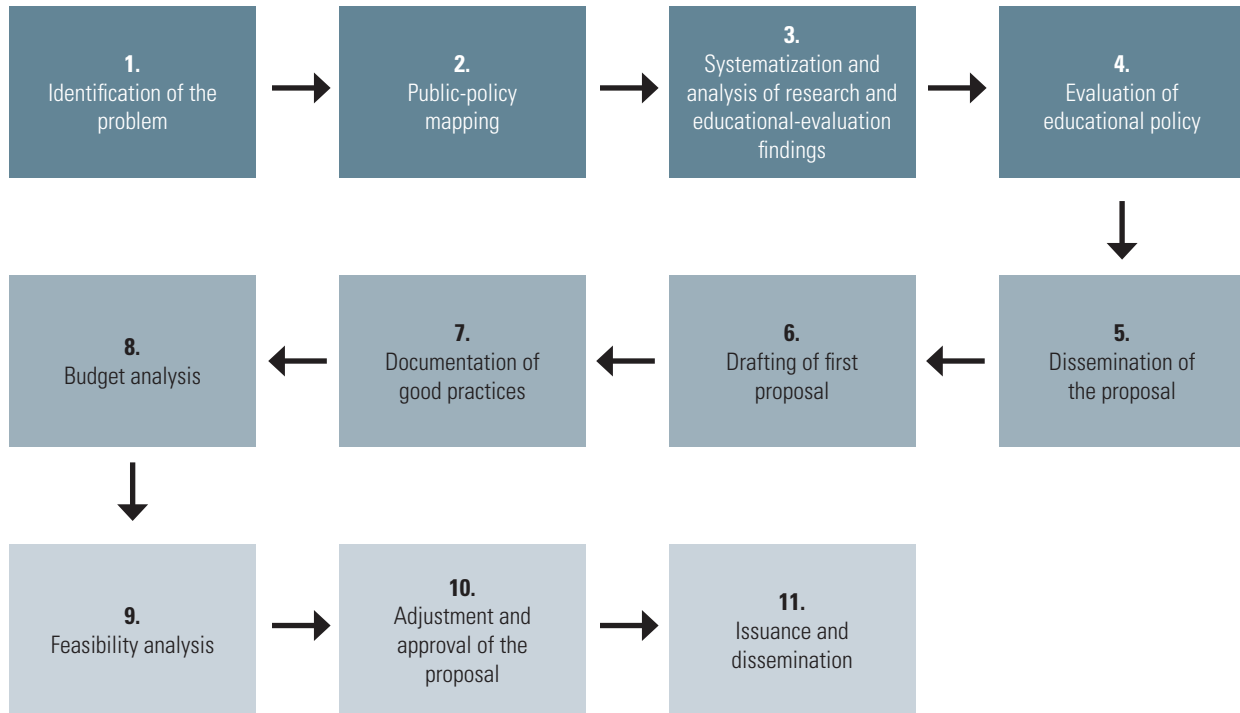 1.
Identification of the
problem
2.
Public-policy
mapping
3.
Systematization and
analysis of research and
educational-evaluation
findings
4.
Evaluation of
educational policy
5.
Dissemination of
the proposal
6.
Drafting of first
proposal
7.
Documentation of
good practices
8.
Budget analysis
9.
Feasibility analysis
10.
Adjustment and
approval of the
proposal
11.
Issuance and
dissemination